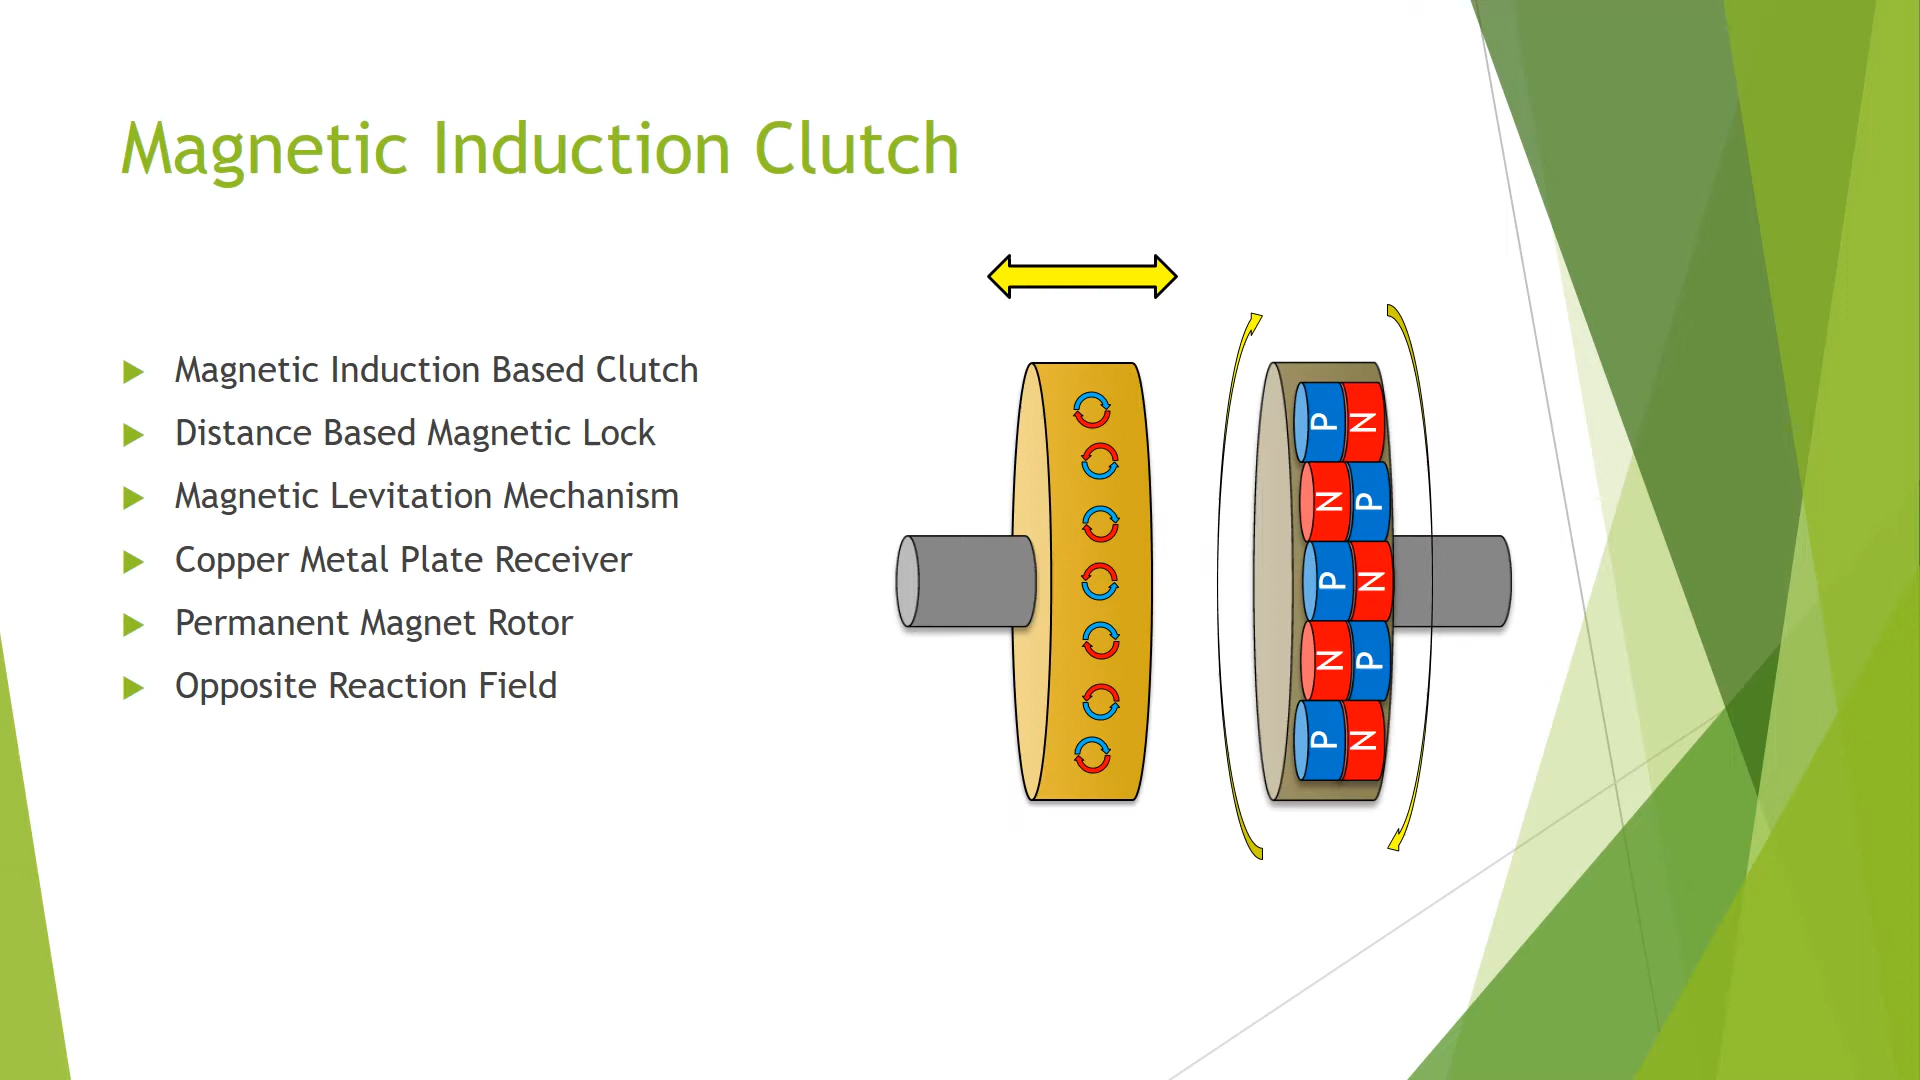 Magnetic Induction Clutch
Magnetic Induction Based Clutch
Distance Based Magnetic Lock
Magnetic Levitation Mechanism
Copper Metal Plate Receiver
Permanent Magnet Rotor
Opposite Reaction Field
P N
N P
P N
N P
P N